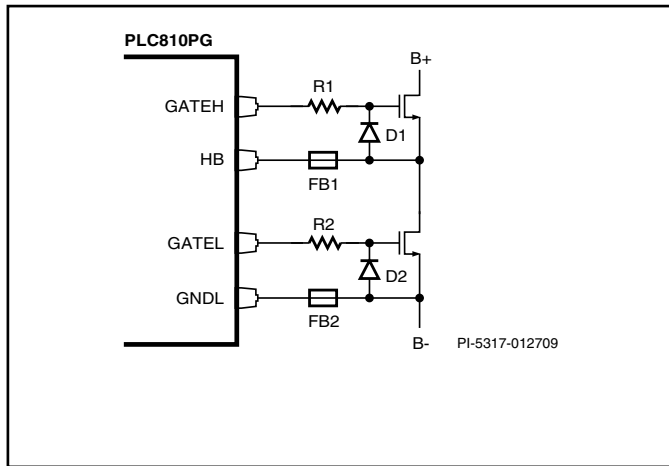 PLC810PG
B+
R1
GATEH
D1
HB
FB1
R2
GATEL
D2
GNDL
FB2
B-
PI-5317-012709